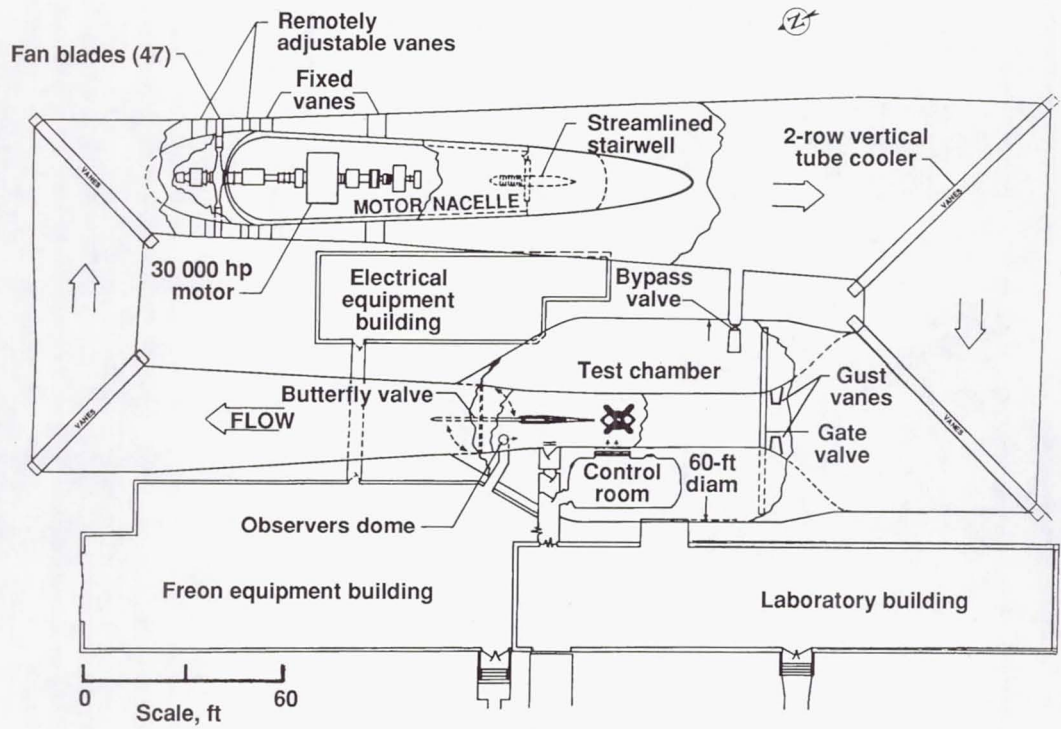 Remotely
adjustable vanes
Fan blades (47)
Fixed
vanes
Streamlined
stairwell
2-row vertical
tube cooler
VANES
VANES
MOTOR NACELLE
30 000 hp
motor
Electrical
equipment
building
Bypass
valve
Test chamber
Butterfly valve
FLOW
Gust
vanes
Gate
valve
VANES
VANES
Control
room
60-ft
diam
Observers dome
Freon equipment building
Laboratory building
0
60
Scale, ft
N